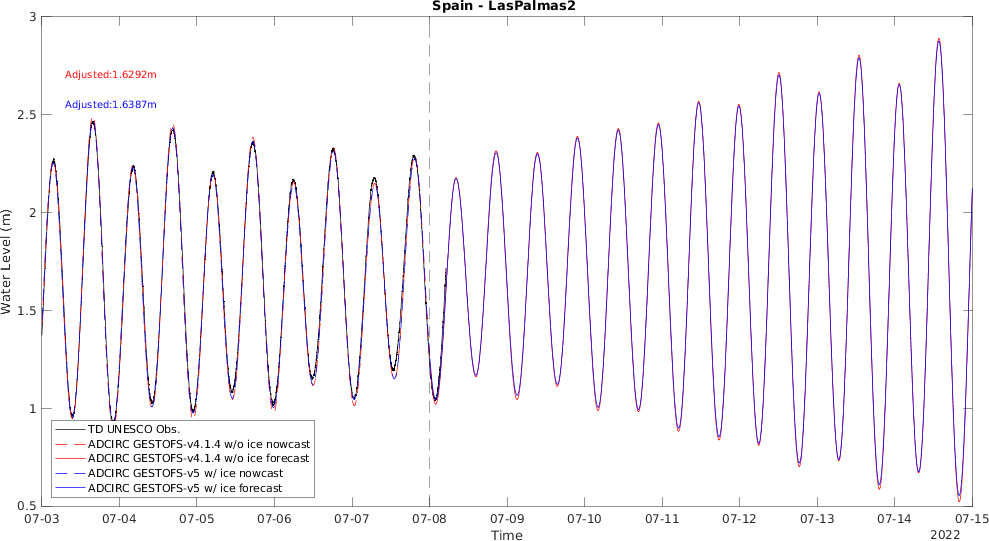 Spain - LasPalmas2
3
Adjusted:1.6292m
Adjusted:1.6387m
2.5
2
Water Level (m)
1.5
1
TD UNESCO Obs.
ADCIRC GESTOFS-v4.1.4 w/o ice nowcast
ADCIRC GESTOFS-v4.1.4 w/o ice forecast
ADCIRC GESTOFS-v5 w/ ice nowcast
ADCIRC GESTOFS-v5 w/ ice forecast
0.5
07-03 07-04 07-05 07-06 07-07 07-08 07-09 07-10 07-11 07-12 07-13 07-14 07-15
Time
2022